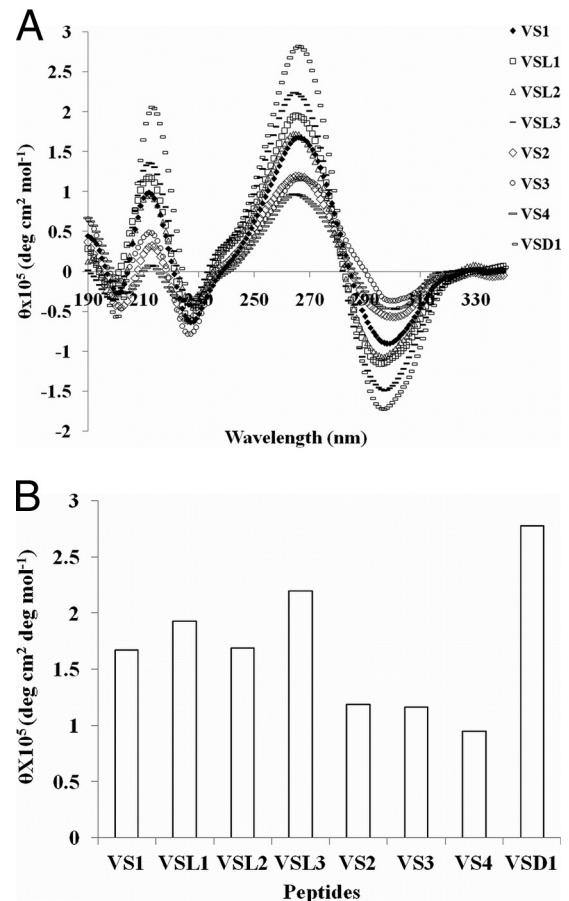 A
θx10⁵ (deg cm² mol⁻¹)
3
2.5
2
1.5
1
0.5
0
-0.5
-1
-1.5
-2
190 210 230 250 270 290 310 330
Wavelength (nm)
VS1
VSL1
VSL2
VSL3
VS2
VS3
VS4
VSD1
B
θX10⁵ (deg cm² deg mol⁻¹)
3
2.5
2
1.5
1
0.5
0
VS1 VSL1 VSL2 VSL3 VS2 VS3 VS4 VSD1
Peptides